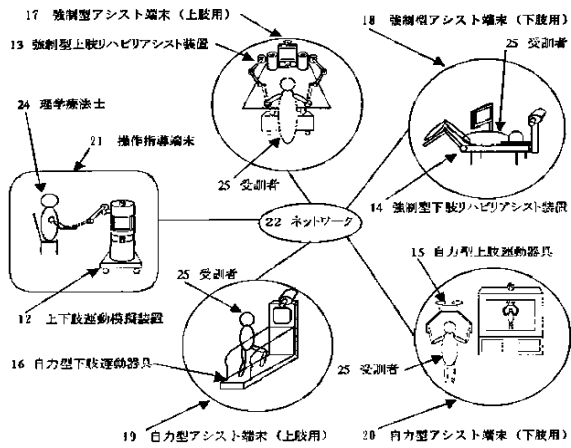 17 強制型アシスト端末（上肢用）
13 強制型上肢リハビリアシスト装置
18 強制型アシスト端末（下肢用）
25 受訓者
24 理学療法士
21 操作指導端末
25 受訓者
14 強制型下肢リハビリアシスト装置
22 ネットワーク
15 自力型上肢運動器具
25 受訓者
12 上下肢運動模擬装置
16 自力型下肢運動器具
25 受訓者
19 自力型アシスト端末（上肢用）
20 自力型アシスト端末（下肢用）